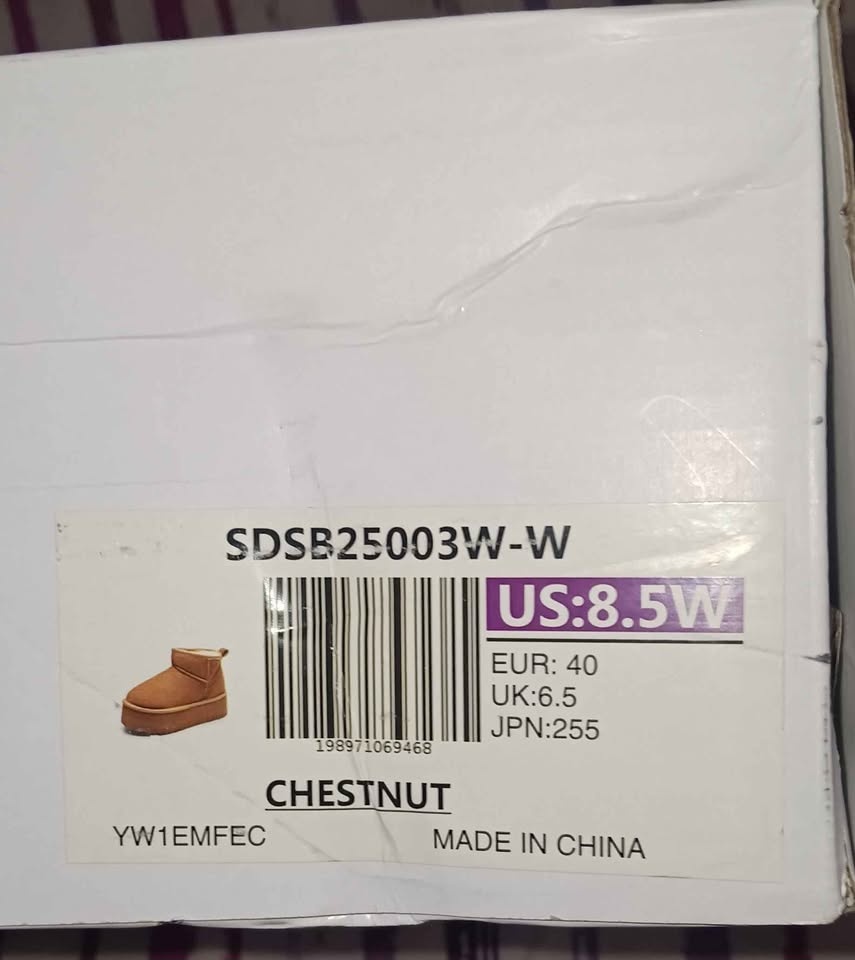 SDSB25003W-W
US:8.5W
EUR: 40
UK:6.5
JPN:255
198971069468
CHESTNUT
YW1EMFEC
MADE IN CHINA